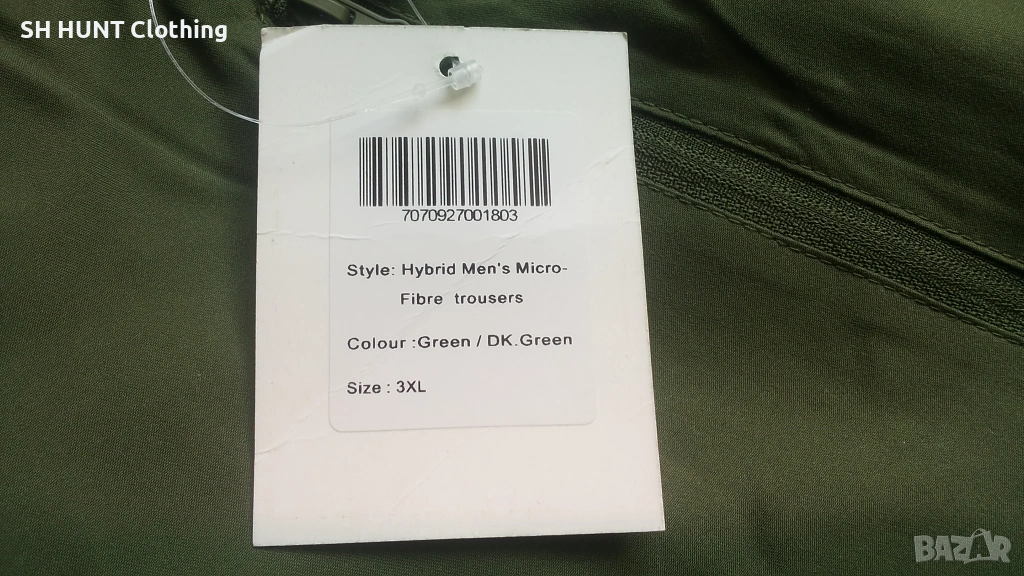 SH HUNT Clothing
7070927001803
Style: Hybrid Men's Micro-
Fibre trousers
Colour :Green / DK.Green
Size : 3XL
BAZAR